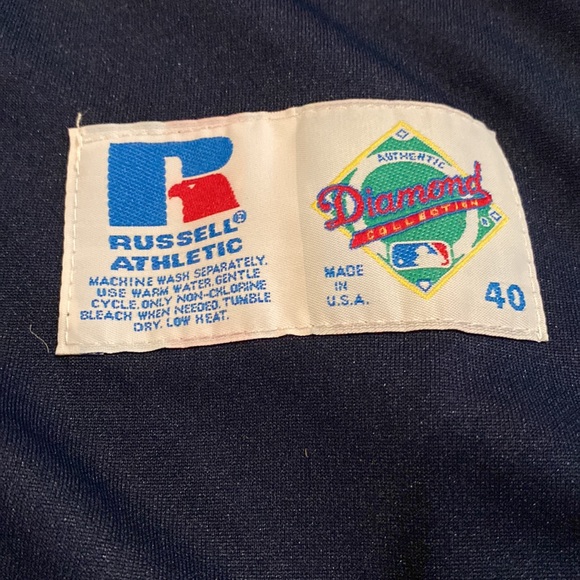 R
RUSSELL®
ATHLETIC
MACHINE WASH SEPARATELY.
USE WARM WATER. GENTLE
CYCLE. ONLY NON-CHLORINE
BLEACH WHEN NEEDED. TUMBLE
DRY. LOW HEAT.
AUTHENTIC
Diamond
COLLECTION
MADE
IN
U.S.A.
40